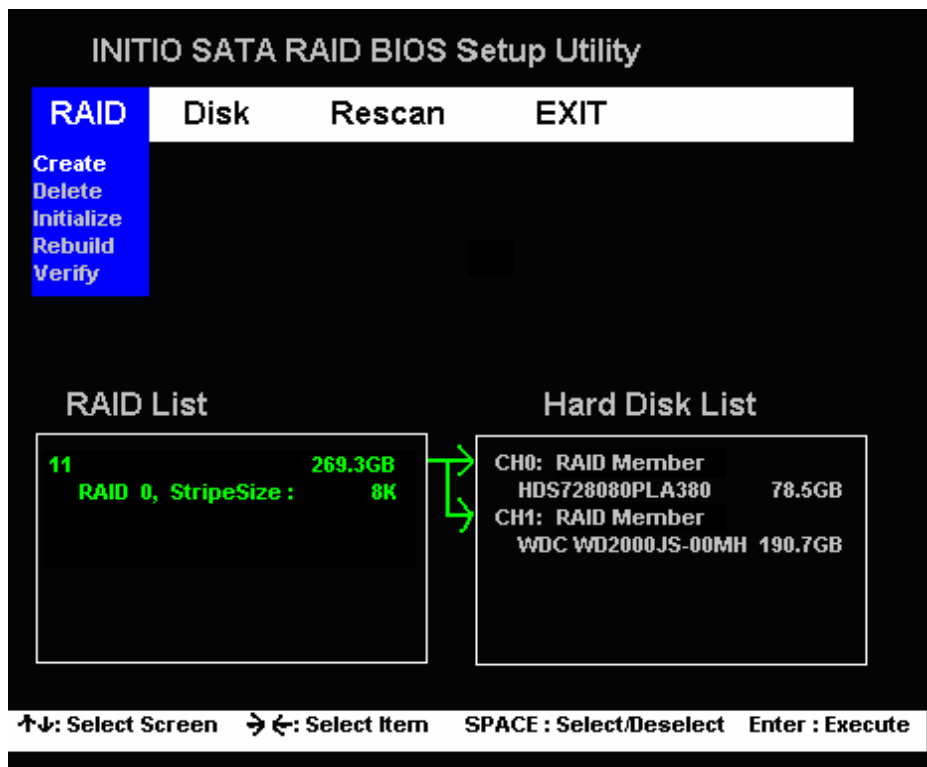 INITIO SATA RAID BIOS Setup Utility
RAID Disk Rescan EXIT
Create
Delete
Initialize
Rebuild
Verify
RAID List
11 269.3GB
RAID 0, StripeSize : 8K
Hard Disk List
CH0: RAID Member
HDS728080PLA380 78.5GB
CH1: RAID Member
WDC WD2000JS-00MH 190.7GB
↑↓: Select Screen → ←: Select Item SPACE : Select/Deselect Enter : Execute